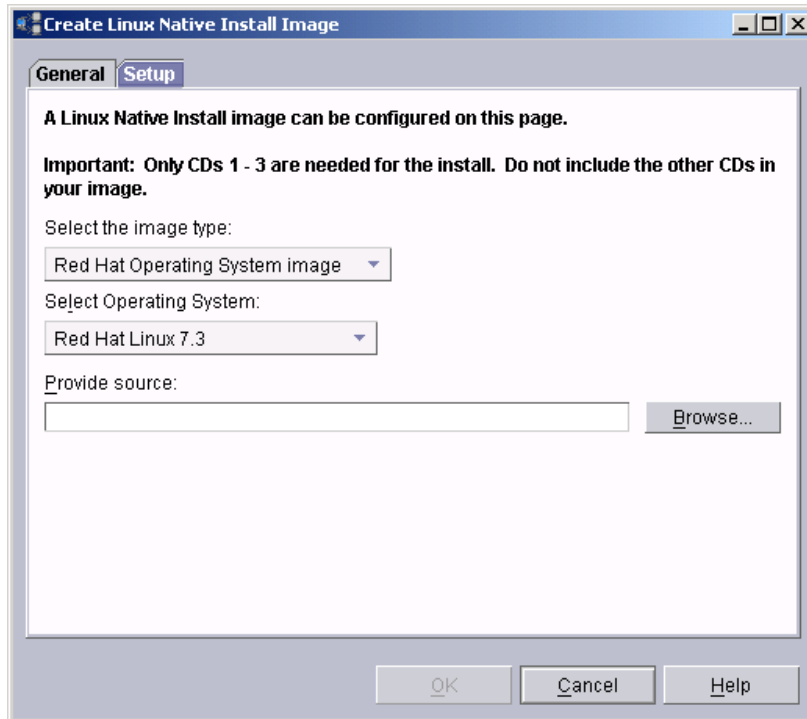 Create Linux Native Install Image
General Setup
A Linux Native Install image can be configured on this page.
Important: Only CDs 1 - 3 are needed for the install. Do not include the other CDs in
your image.
Select the image type:
Red Hat Operating System image
Select Operating System:
Red Hat Linux 7.3
Provide source:
Browse...
OK Cancel Help